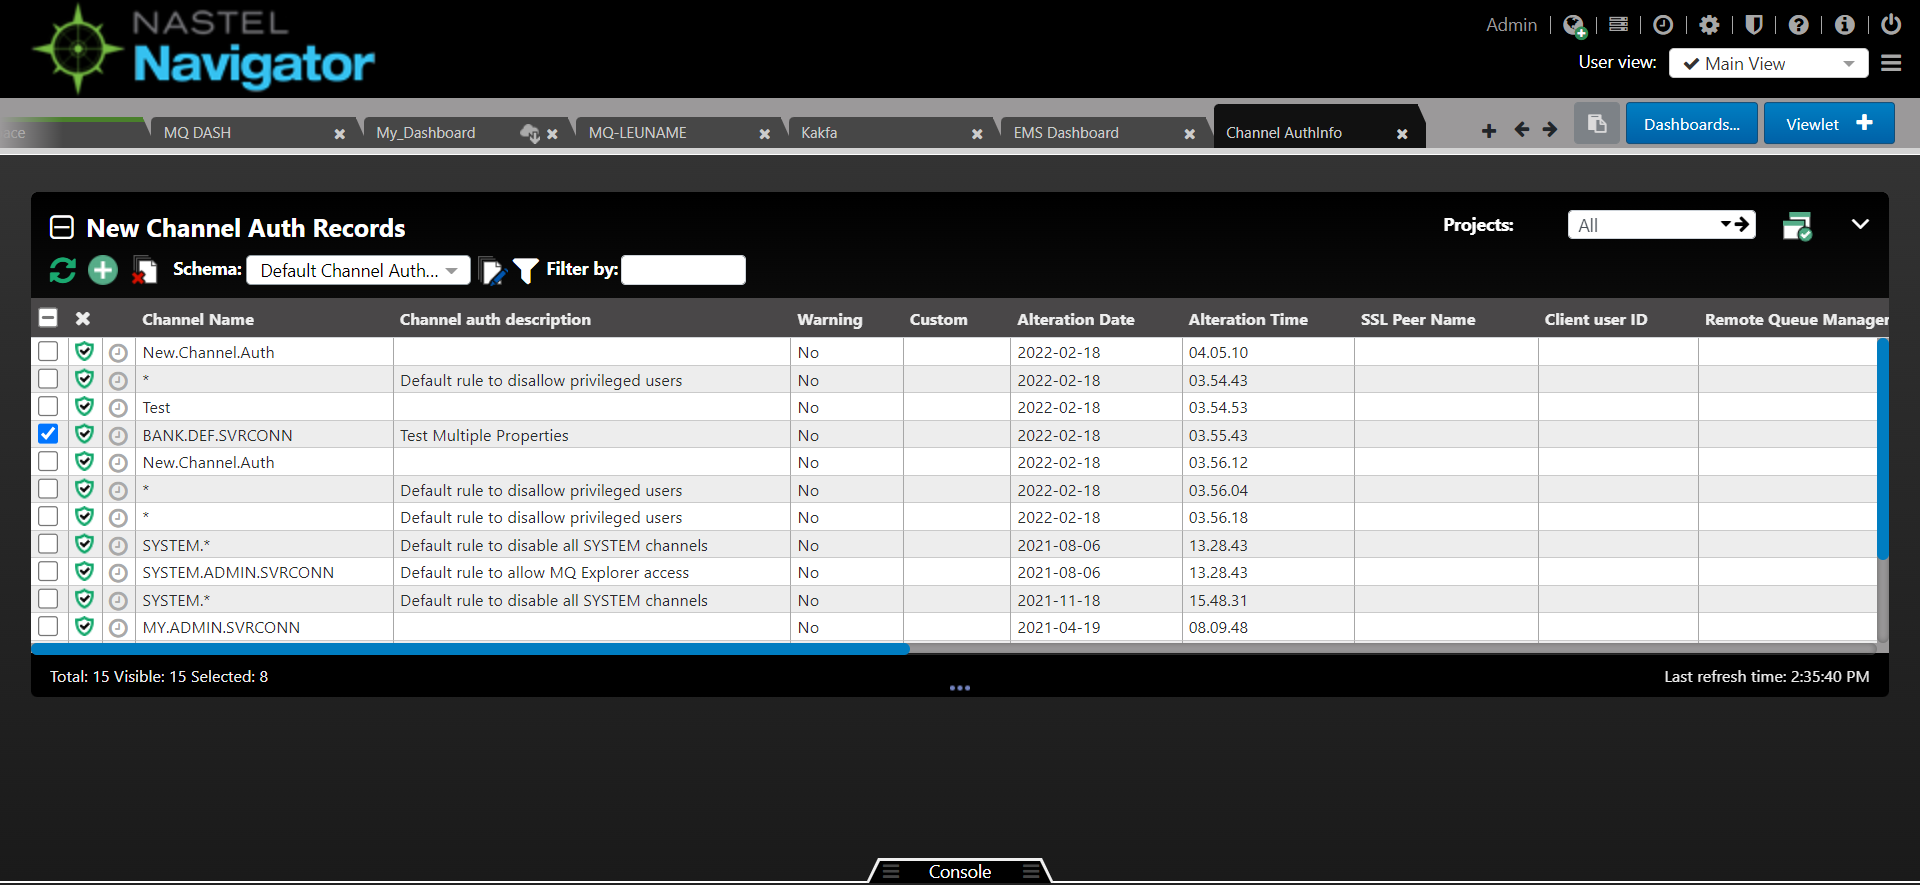 NASTEL
Navigator
Admin
User view: Main View
ace
MQ DASH
My_Dashboard
MQ-LEUNAME
Kakfa
EMS Dashboard
Channel AuthInfo
Dashboards...
Viewlet
New Channel Auth Records
Projects: All
Schema: Default Channel Auth... Filter by:
Channel Name Channel auth description Warning Custom Alteration Date Alteration Time SSL Peer Name Client user ID Remote Queue Manager
New.Channel.Auth No 2022-02-18 04.05.10
* Default rule to disallow privileged users No 2022-02-18 03.54.43
Test No 2022-02-18 03.54.53
BANK.DEF.SVRCONN Test Multiple Properties No 2022-02-18 03.55.43
New.Channel.Auth No 2022-02-18 03.56.12
* Default rule to disallow privileged users No 2022-02-18 03.56.04
* Default rule to disallow privileged users No 2022-02-18 03.56.18
SYSTEM.* Default rule to disable all SYSTEM channels No 2021-08-06 13.28.43
SYSTEM.ADMIN.SVRCONN Default rule to allow MQ Explorer access No 2021-08-06 13.28.43
SYSTEM.* Default rule to disable all SYSTEM channels No 2021-11-18 15.48.31
MY.ADMIN.SVRCONN No 2021-04-19 08.09.48
Total: 15 Visible: 15 Selected: 8
Last refresh time: 2:35:40 PM
Console